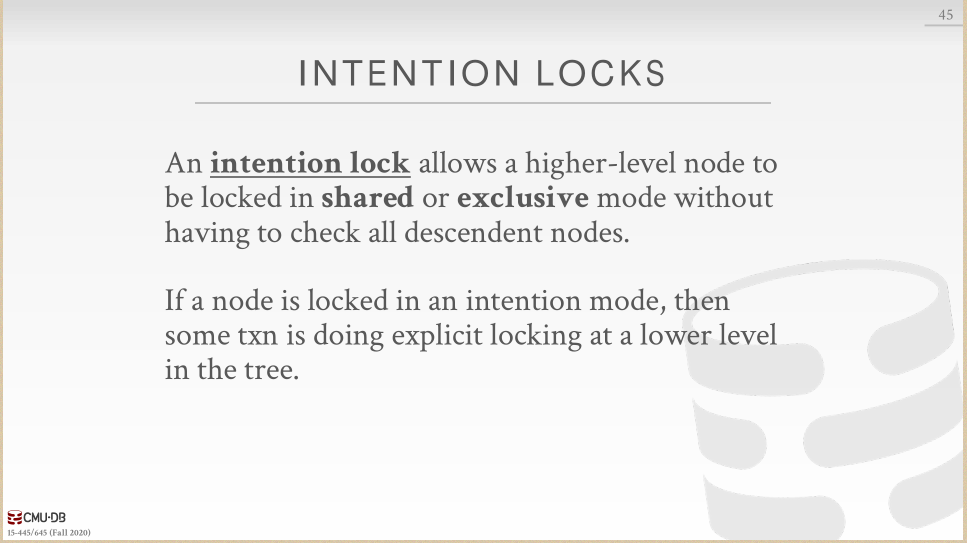 45
INTENTION LOCKS
An intention lock allows a higher-level node to
be locked in shared or exclusive mode without
having to check all descendent nodes.
If a node is locked in an intention mode, then
some txn is doing explicit locking at a lower level
in the tree.
CMU·DB
15-445/645 (Fall 2020)